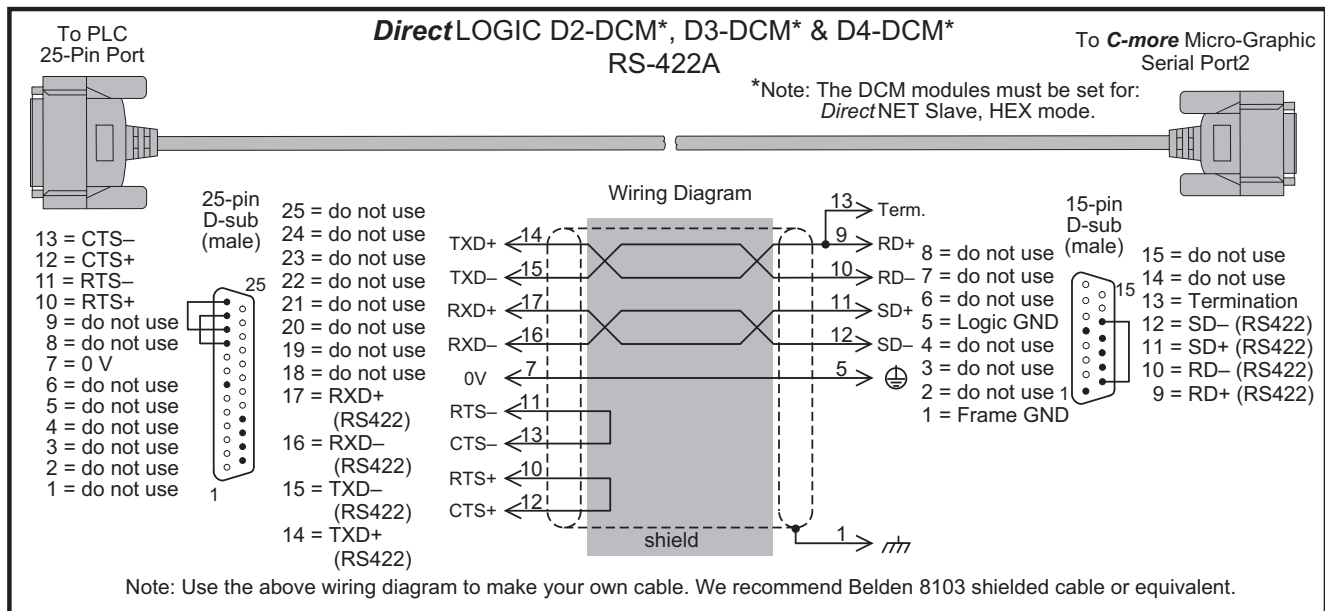 To PLC
25-Pin Port
DirectLOGIC D2-DCM*, D3-DCM* & D4-DCM*
RS-422A
To C-more Micro-Graphic
Serial Port2
*Note: The DCM modules must be set for:
DirectNET Slave, HEX mode.
25-pin
D-sub
(male)
13 = CTS–
12 = CTS+
11 = RTS–
10 = RTS+
9 = do not use
8 = do not use
7 = 0 V
6 = do not use
5 = do not use
4 = do not use
3 = do not use
2 = do not use
1 = do not use
25
1
25 = do not use
24 = do not use
23 = do not use
22 = do not use
21 = do not use
20 = do not use
19 = do not use
18 = do not use
17 = RXD+
(RS422)
16 = RXD–
(RS422)
15 = TXD–
(RS422)
14 = TXD+
(RS422)
Wiring Diagram
13 Term.
TXD+ 14 9 RD+
TXD– 15 10 RD–
RXD+ 17 11 SD+
RXD– 16 12 SD–
0V 7 5
RTS– 11
CTS– 13
RTS+ 10
CTS+ 12
shield
1
8 = do not use
7 = do not use
6 = do not use
5 = Logic GND
4 = do not use
3 = do not use
2 = do not use
1 = Frame GND
15-pin
D-sub
(male)
15
1
15 = do not use
14 = do not use
13 = Termination
12 = SD– (RS422)
11 = SD+ (RS422)
10 = RD– (RS422)
9 = RD+ (RS422)
Note: Use the above wiring diagram to make your own cable. We recommend Belden 8103 shielded cable or equivalent.